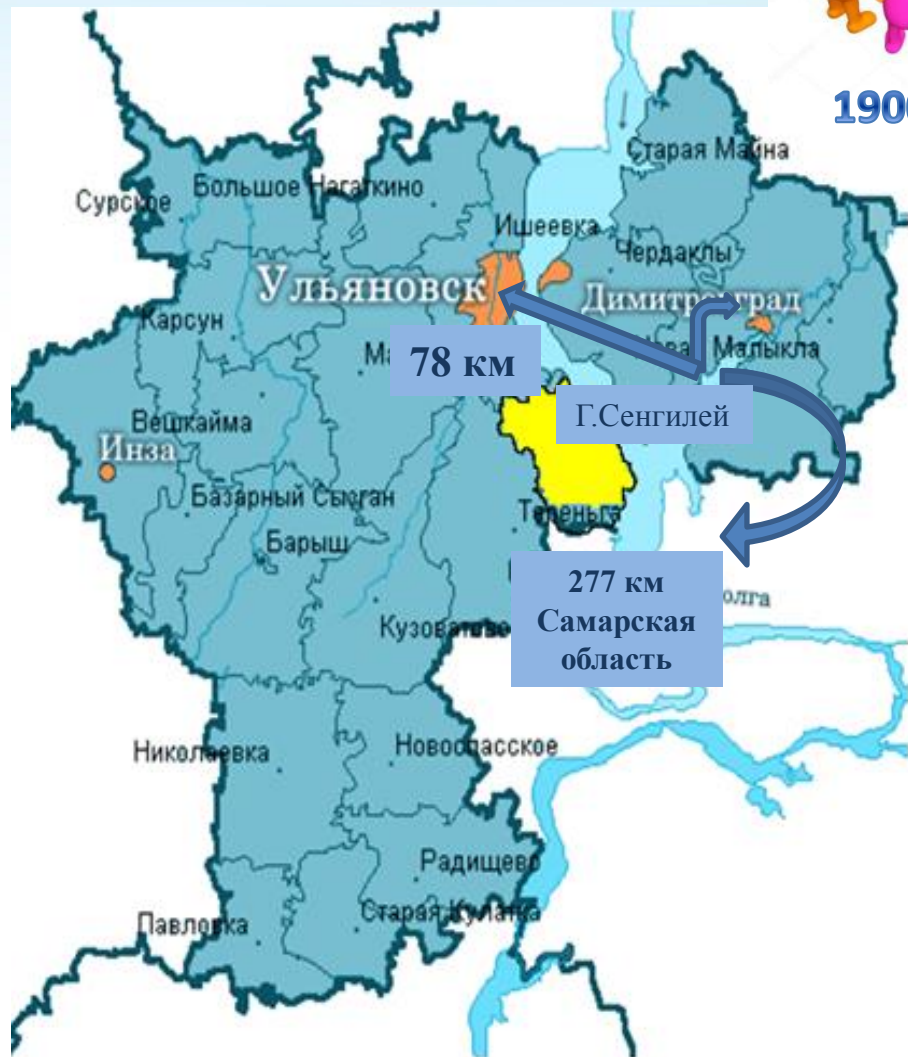 1900
Старая Майна
Большое Нагаткино
Сурское
Ишеевка
Чердаклы
Ульяновск
Димитровград
Карсун
78 км
Малыкла
Г.Сенгилей
Вешкайма
Инза
Базарный Сызган
Тереньга
Барыш
277 км
Самарская
область
олга
Кузоватово
Николаевка
Новоспасское
Радищево
Старая Кулатка
Павловка